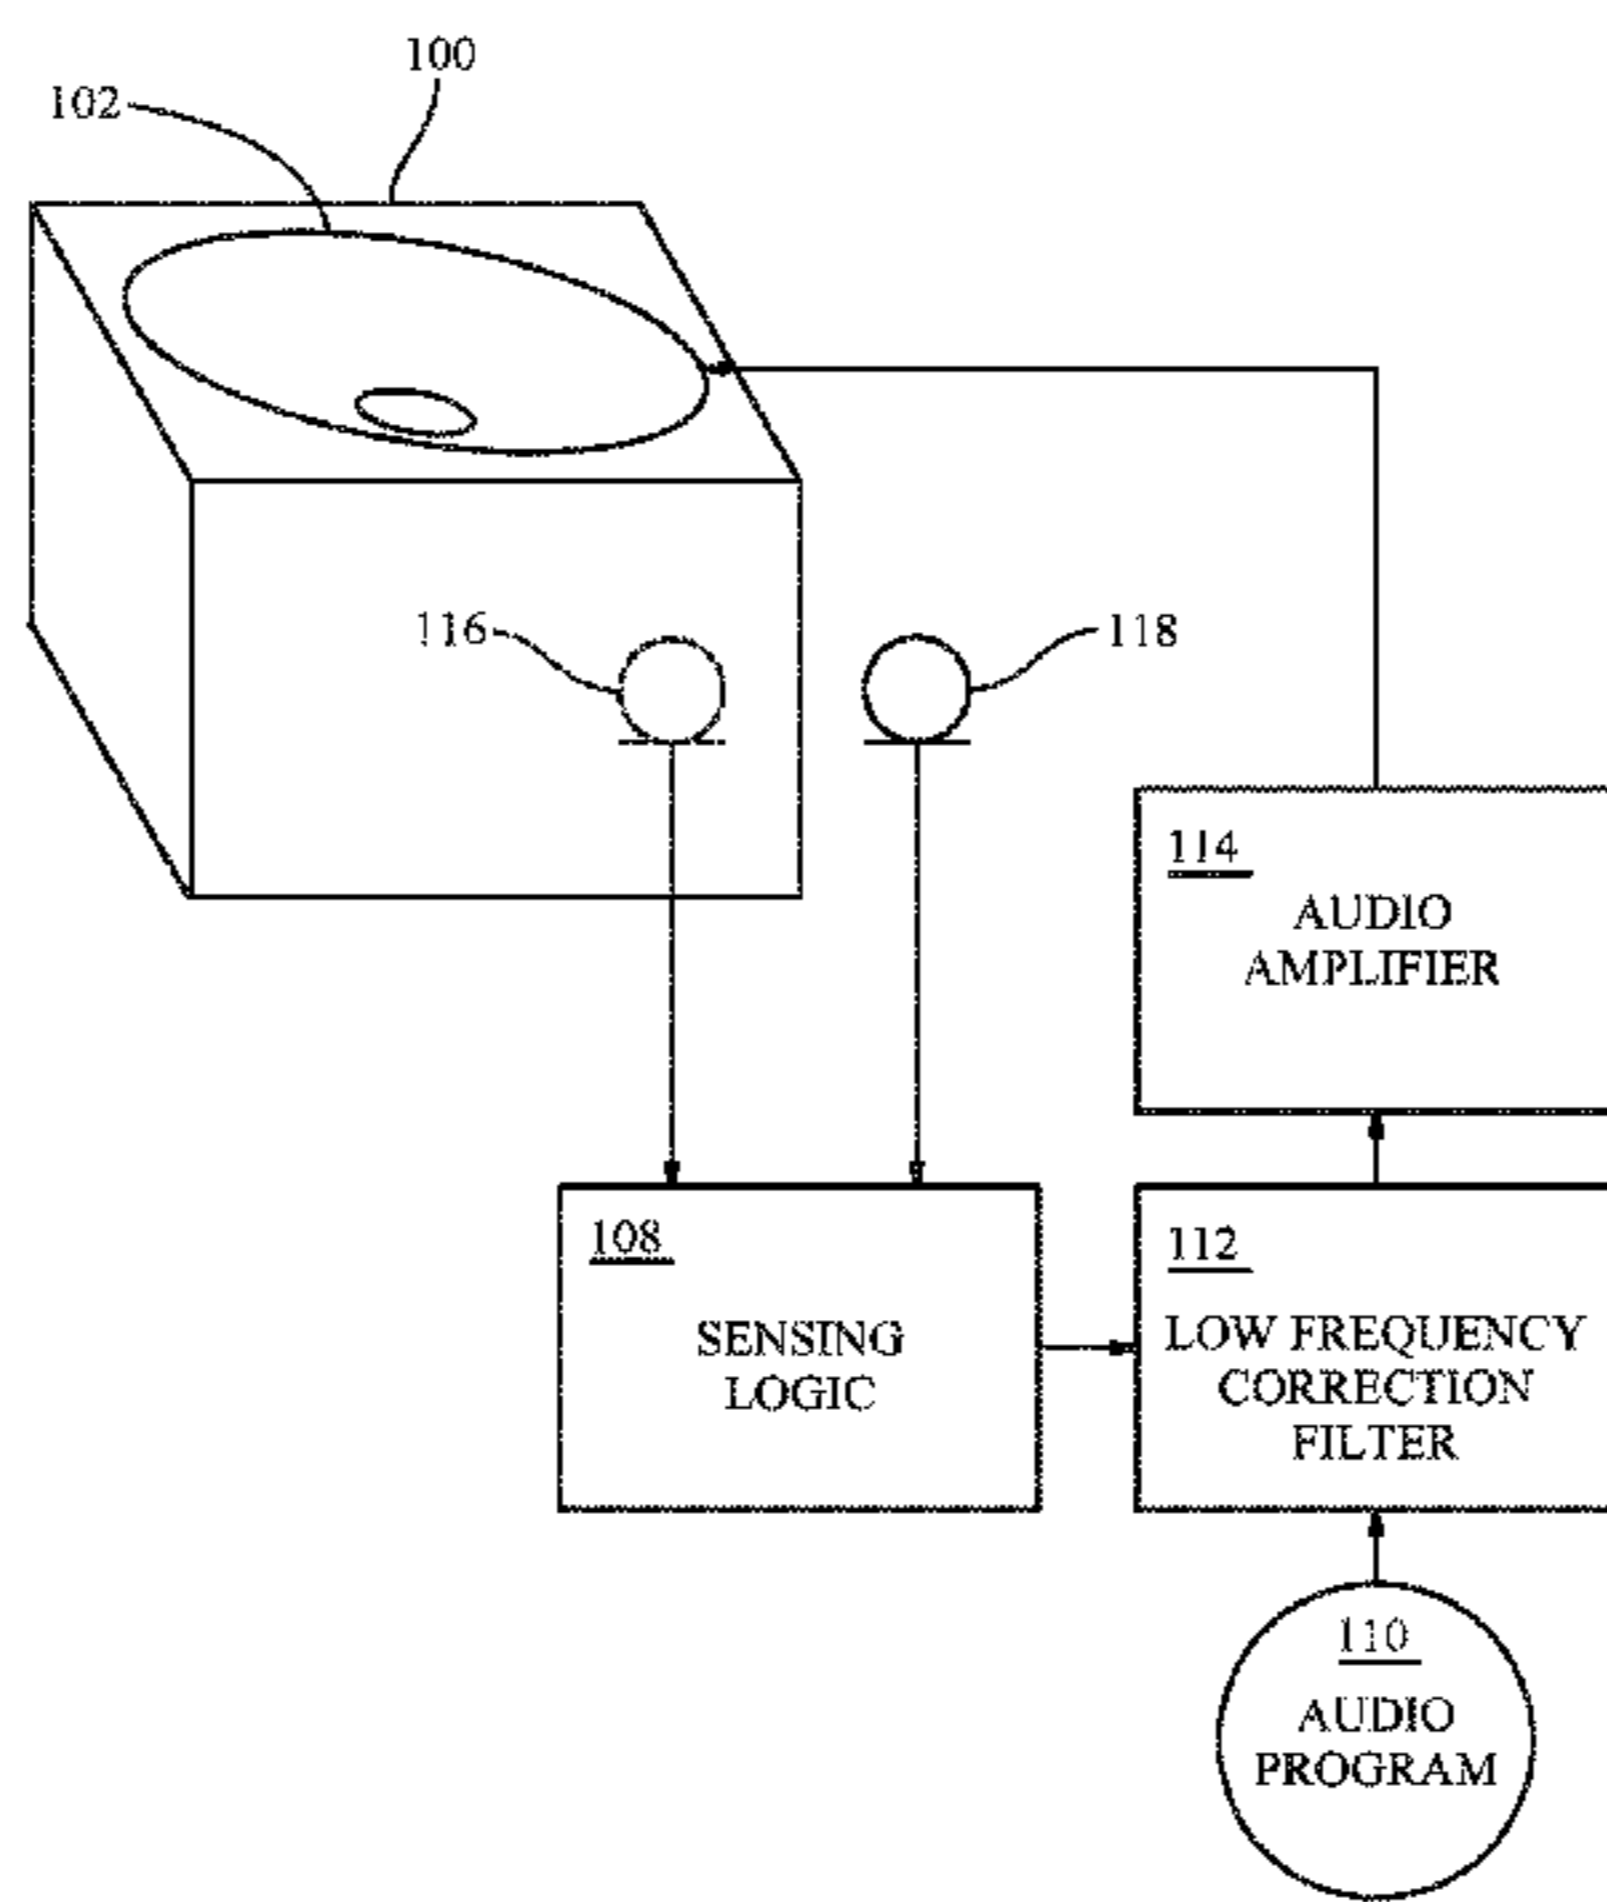 100
102
116
118
114
AUDIO
AMPLIFIER
108
SENSING
LOGIC
112
LOW FREQUENCY
CORRECTION
FILTER
110
AUDIO
PROGRAM